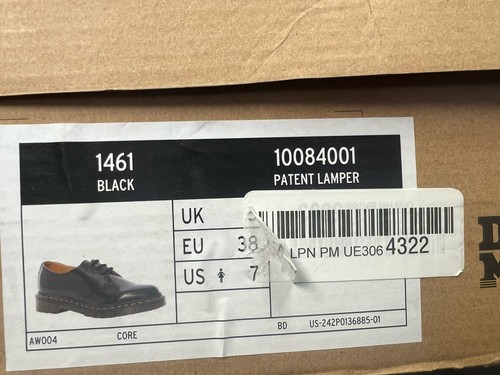 1461
BLACK
10084001
PATENT LAMPER
UK
EU 38
US 7
LPN PM UE306 4322
AW004
CORE
BD
US-242P0136885-01